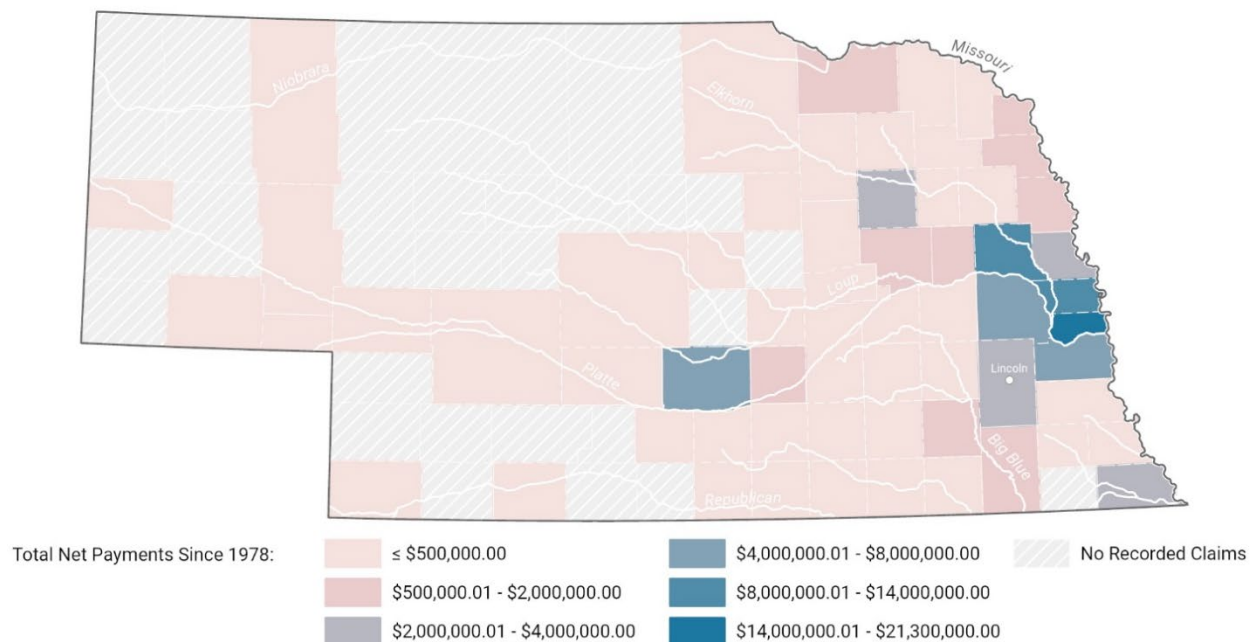 Missouri
Niobrara
Elkhorn
Loup
Platte
Lincoln
Big Blue
Republican
Total Net Payments Since 1978:
≤ $500,000.00
$500,000.01 - $2,000,000.00
$2,000,000.01 - $4,000,000.00
$4,000,000.01 - $8,000,000.00
$8,000,000.01 - $14,000,000.00
$14,000,000.01 - $21,300,000.00
No Recorded Claims